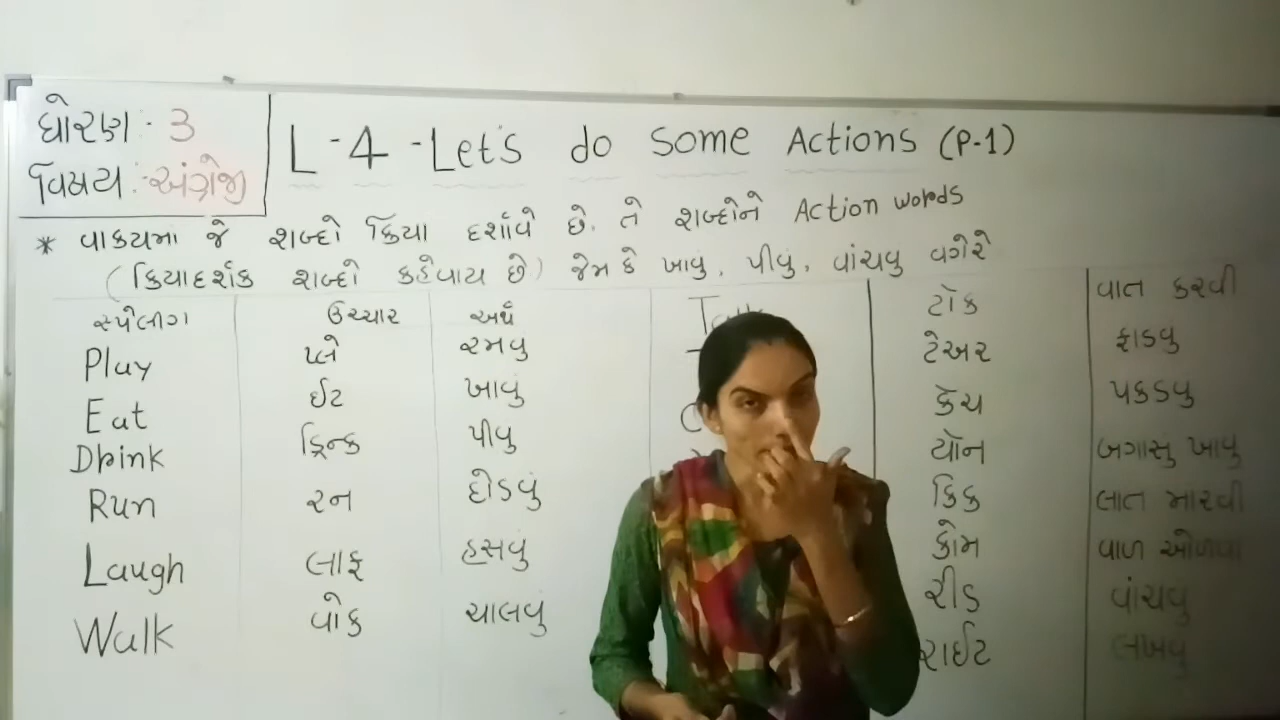 ધોરણ :- 3
વિષય :- અંગ્રેજી
L-4-Let's do some Actions (P-1)
* વાકયમાં જે શબ્દો ક્રિયા દર્શાવે છે. તે શબ્દોને Action words
(ક્રિયાદર્શક શબ્દો કહેવાય છે) જેમ કે ખાવુ, પીવુ, વાંચવુ વગેરે
સ્પેલીંગ ઉચ્ચાર અર્થ
Play પ્લે રમવુ
Eat ઈટ ખાવુ
Drink ડ્રિન્ક પીવુ
Run રન દોડવું
Laugh લાફ હસવુ
Walk વોક ચાલવું
ટોક વાત કરવી
ટેઅર ફાડવુ
કેચ પકડવુ
યોન બગાસુ ખાવુ
કિક લાત મારવી
કોમ વાળ ઓળવા
રીડ વાંચવુ
રાઈટ લખવુ